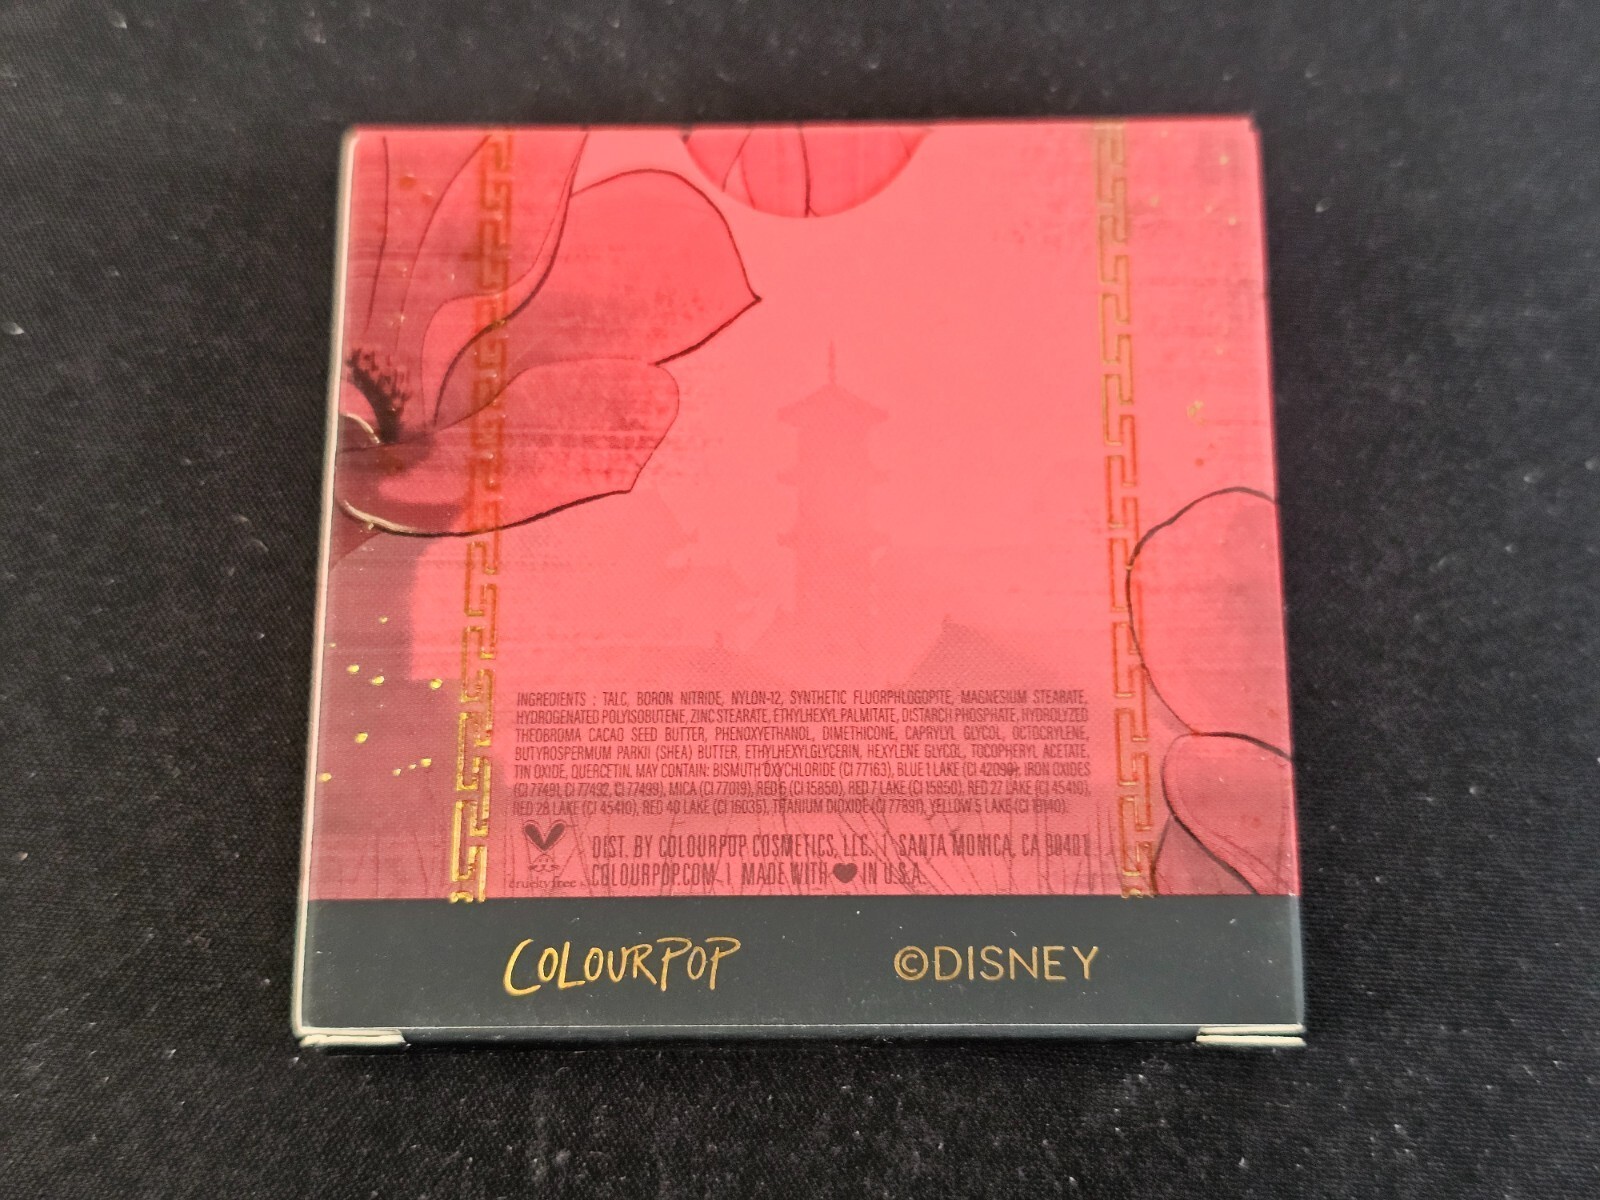 INGREDIENTS : TALC, BORON NITRIDE, NYLON-12, SYNTHETIC FLUORPHLOGOPITE, MAGNESIUM STEARATE,
HYDROGENATED POLYISOBUTENE, ZINC STEARATE, ETHYLHEXYL PALMITATE, DISTARCH PHOSPHATE, HYDROLYZED
THEOBROMA CACAO SEED BUTTER, PHENOXYETHANOL, DIMETHICONE, CAPRYLYL GLYCOL, OCTOCRYLENE,
BUTYROSPERMUM PARKII (SHEA) BUTTER, ETHYLHEXYLGLYCERIN, HEXYLENE GLYCOL, TOCOPHERYL ACETATE,
TIN OXIDE, QUERCETIN. MAY CONTAIN: BISMUTH OXYCHLORIDE (CI 77163), BLUE 1 LAKE (CI 42090), IRON OXIDES
(CI 77491, CI 77492, CI 77499), MICA (CI 77019), RED 6 (CI 15850), RED 7 LAKE (CI 15850), RED 27 LAKE (CI 45410),
RED 28 LAKE (CI 45410), RED 40 LAKE (CI 16035), TITANIUM DIOXIDE (CI 77891), YELLOW 5 LAKE (CI 19140).
DIST. BY COLOURPOP COSMETICS, LLC. | SANTA MONICA, CA 90401
cruelty free COLOURPOP.COM | MADE WITH ♥ IN U.S.A.
COLOURPOP ©DISNEY